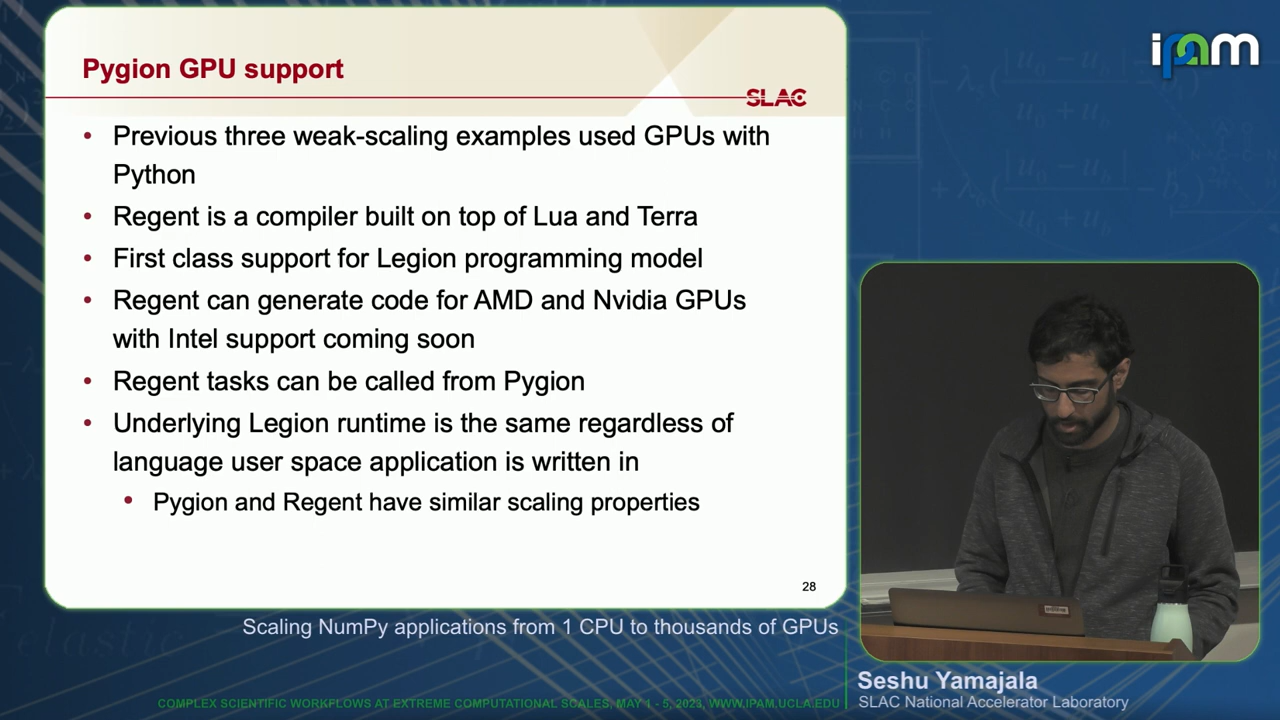 Pygion GPU support
SLAC
• Previous three weak-scaling examples used GPUs with
Python
• Regent is a compiler built on top of Lua and Terra
• First class support for Legion programming model
• Regent can generate code for AMD and Nvidia GPUs
with Intel support coming soon
• Regent tasks can be called from Pygion
• Underlying Legion runtime is the same regardless of
language user space application is written in
• Pygion and Regent have similar scaling properties
28
ipam
Scaling NumPy applications from 1 CPU to thousands of GPUs
Seshu Yamajala
SLAC National Accelerator Laboratory
COMPLEX SCIENTIFIC WORKFLOWS AT EXTREME COMPUTATIONAL SCALES, MAY 1 - 5, 2023, WWW.IPAM.UCLA.EDU
elastic